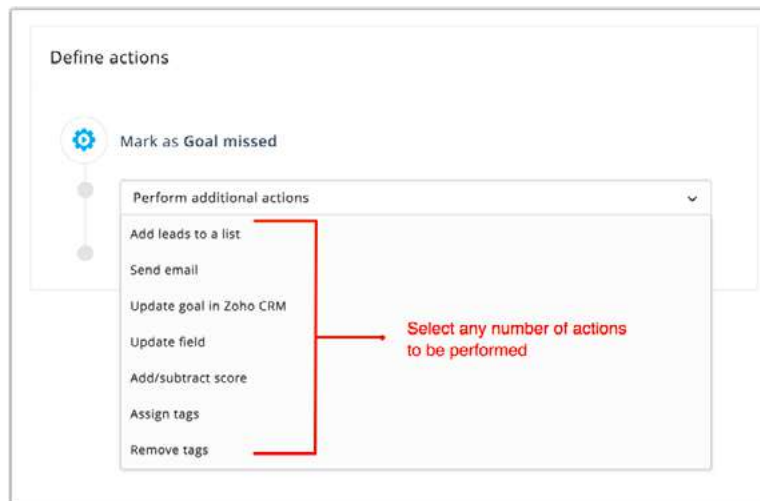 Define actions
Mark as Goal missed
Perform additional actions
Add leads to a list
Send email
Update goal in Zoho CRM
Update field
Add/subtract score
Assign tags
Remove tags
Select any number of actions
to be performed